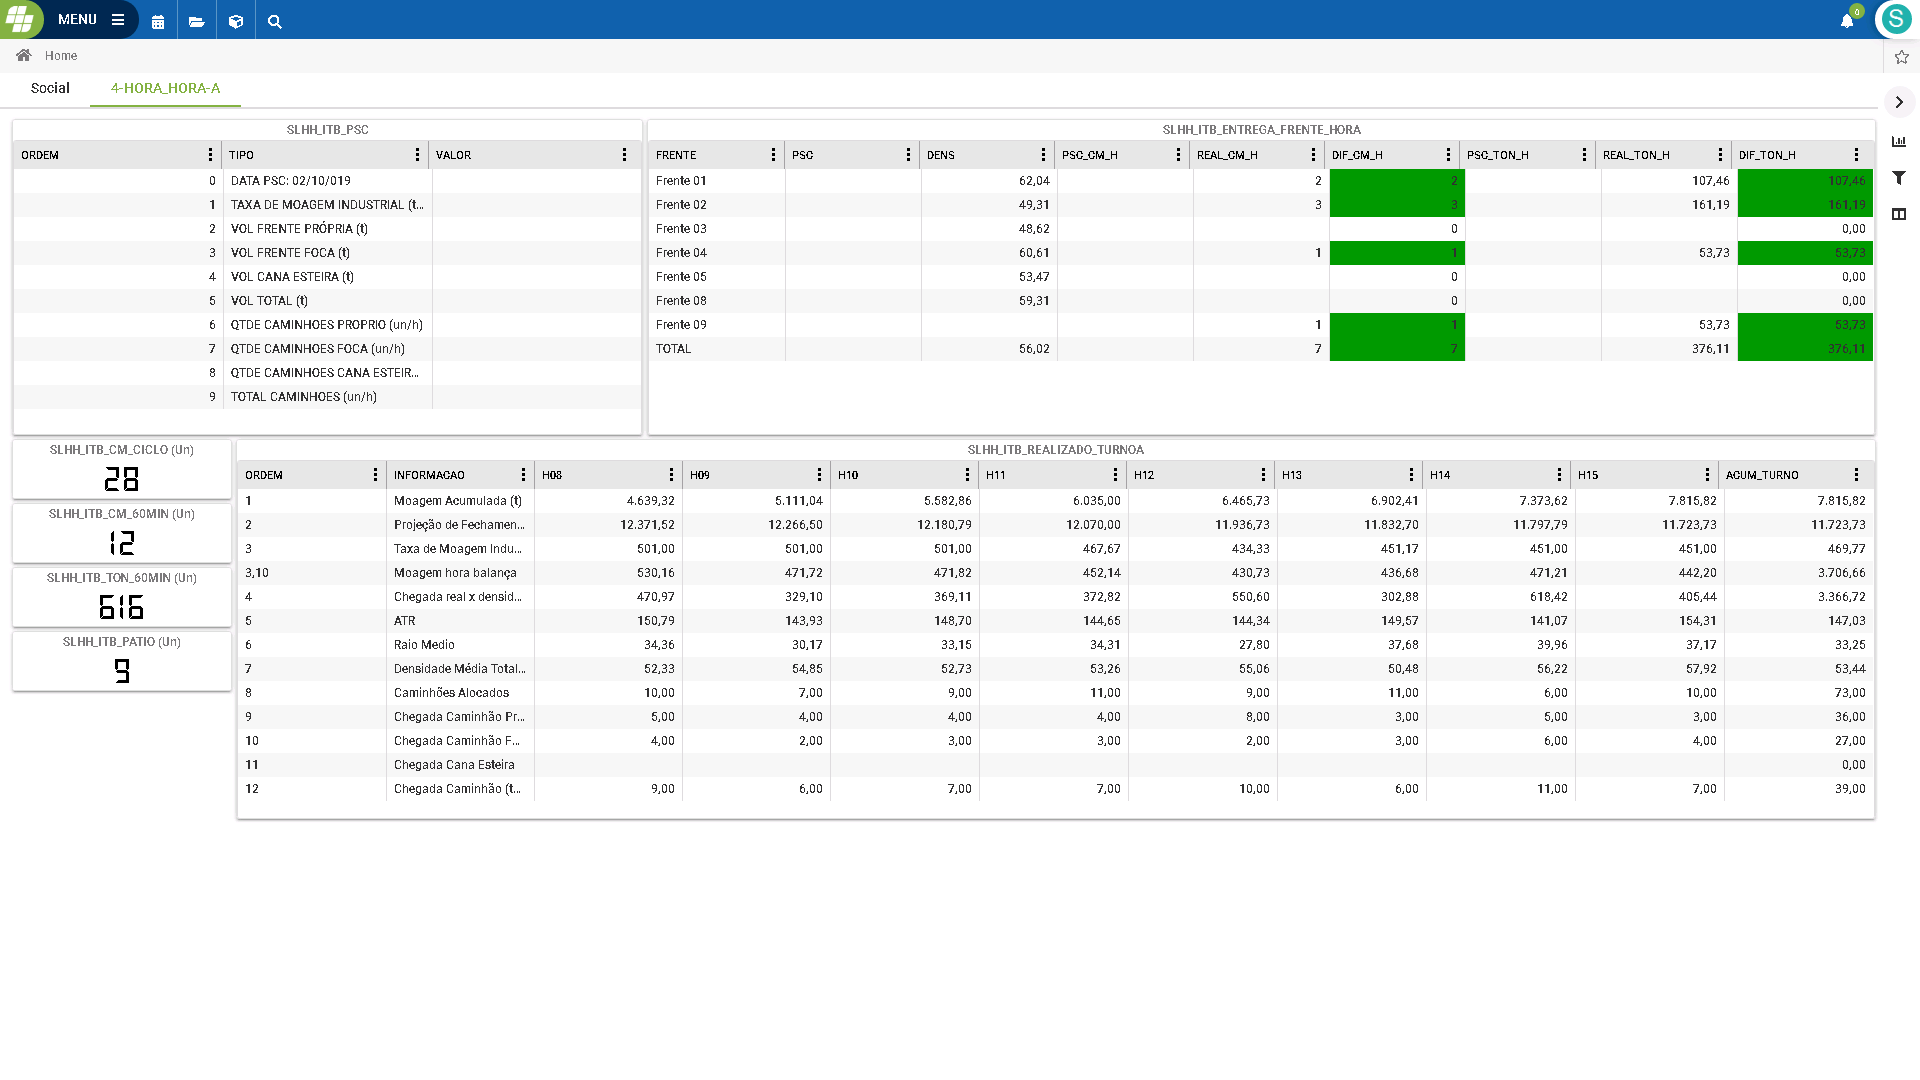 MENU
0
S
Home
Social 4-HORA_HORA-A
SLHH_ITB_PSC
ORDEM TIPO VALOR
0 DATA PSC: 02/10/019
1 TAXA DE MOAGEM INDUSTRIAL (t...
2 VOL FRENTE PRÓPRIA (t)
3 VOL FRENTE FOCA (t)
4 VOL CANA ESTEIRA (t)
5 VOL TOTAL (t)
6 QTDE CAMINHOES PROPRIO (un/h)
7 QTDE CAMINHOES FOCA (un/h)
8 QTDE CAMINHOES CANA ESTEIR...
9 TOTAL CAMINHOES (un/h)
SLHH_ITB_ENTREGA_FRENTE_HORA
FRENTE PSC DENS PSC_CM_H REAL_CM_H DIF_CM_H PSC_TON_H REAL_TON_H DIF_TON_H
Frente 01 62,04 2 2 107,46 107,46
Frente 02 49,31 3 3 161,19 161,19
Frente 03 48,62 0 0,00
Frente 04 60,61 1 1 53,73 53,73
Frente 05 53,47 0 0,00
Frente 08 59,31 0 0,00
Frente 09 1 1 53,73 53,73
TOTAL 56,02 7 7 376,11 376,11
SLHH_ITB_CM_CICLO (Un)
28
SLHH_ITB_CM_60MIN (Un)
12
SLHH_ITB_TON_60MIN (Un)
616
SLHH_ITB_PATIO (Un)
9
SLHH_ITB_REALIZADO_TURNOA
ORDEM INFORMACAO H08 H09 H10 H11 H12 H13 H14 H15 ACUM_TURNO
1 Moagem Acumulada (t) 4.639,32 5.111,04 5.582,86 6.035,00 6.465,73 6.902,41 7.373,62 7.815,82 7.815,82
2 Projeção de Fechamen... 12.371,52 12.266,50 12.180,79 12.070,00 11.936,73 11.832,70 11.797,79 11.723,73 11.723,73
3 Taxa de Moagem Indu... 501,00 501,00 501,00 467,67 434,33 451,17 451,00 451,00 469,77
3,10 Moagem hora balança 530,16 471,72 471,82 452,14 430,73 436,68 471,21 442,20 3.706,66
4 Chegada real x densid... 470,97 329,10 369,11 372,82 550,60 302,88 618,42 405,44 3.366,72
5 ATR 150,79 143,93 148,70 144,65 144,34 149,57 141,07 154,31 147,03
6 Raio Medio 34,36 30,17 33,15 34,31 27,80 37,68 39,96 37,17 33,25
7 Densidade Média Total... 52,33 54,85 52,73 53,26 55,06 50,48 56,22 57,92 53,44
8 Caminhões Alocados 10,00 7,00 9,00 11,00 9,00 11,00 6,00 10,00 73,00
9 Chegada Caminhão Pr... 5,00 4,00 4,00 4,00 8,00 3,00 5,00 3,00 36,00
10 Chegada Caminhão F... 4,00 2,00 3,00 3,00 2,00 3,00 6,00 4,00 27,00
11 Chegada Cana Esteira 0,00
12 Chegada Caminhão (t... 9,00 6,00 7,00 7,00 10,00 6,00 11,00 7,00 39,00